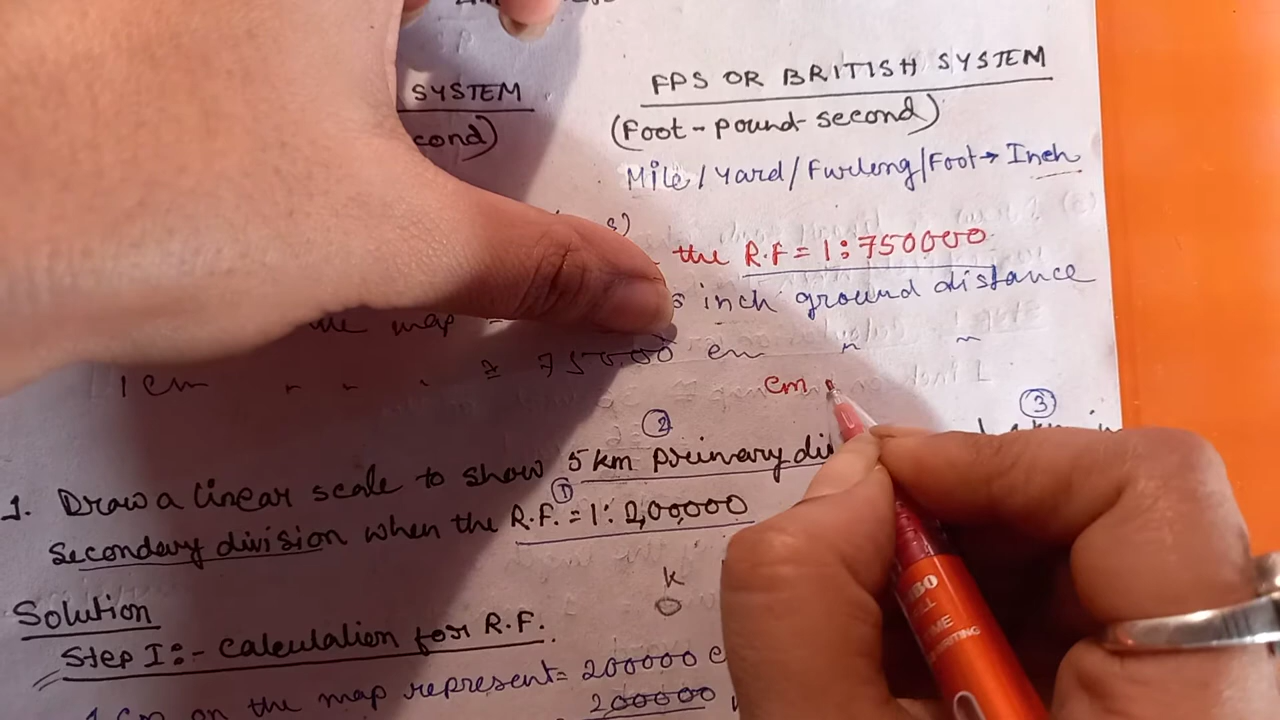 SYSTEM
FPS OR BRITISH SYSTEM
cond)
(Foot-pound-second)
Mile/Yard/Furlong/Foot→Inch
s)
the R.F = 1:750000
the map =
inch ground distance
1 cm " " " = 750000 cm " "
cm
② ③
1. Draw a linear scale to show 5 km primary di
① secondary division when the R.F. = 1: 2,00,000
K
Solution
Step I:- Calculation for R.F.
on the map represent = 200000 c
200000